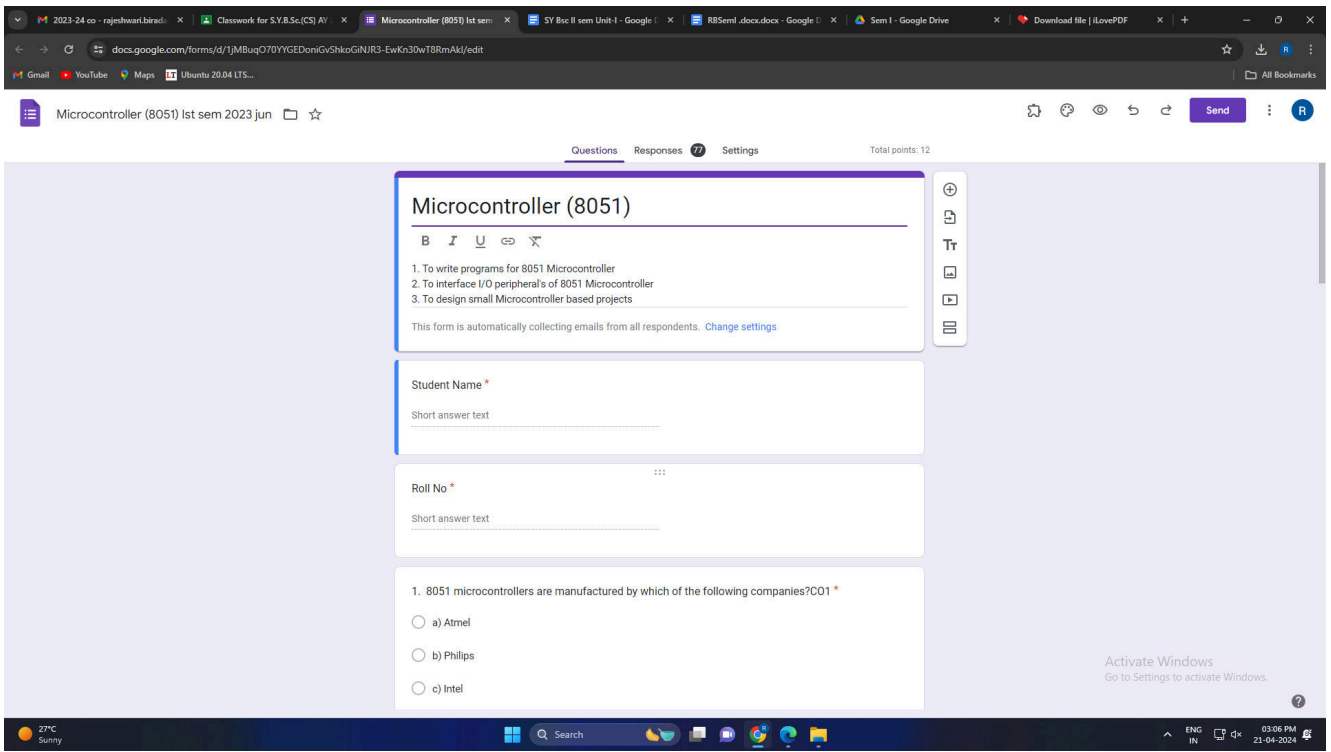 2023-24 co - rajeshwari.birada
Classwork for S.Y.B.Sc.(CS) AY
Microcontroller (8051) Ist sem
SY Bsc II sem Unit-I - Google
RBSemI .docx.docx - Google D
Sem I - Google Drive
Download file | iLovePDF
docs.google.com/forms/d/1jMBuqO70YYGEDoniGvShkoGiNJR3-EwKn30wT8RmAkI/edit
R
Gmail
YouTube
Maps
LT Ubuntu 20.04 LTS...
All Bookmarks
Microcontroller (8051) Ist sem 2023 jun
Send
R
Questions
Responses 77
Settings
Total points: 12
Microcontroller (8051)
B I U
1. To write programs for 8051 Microcontroller
2. To interface I/O peripheral's of 8051 Microcontroller
3. To design small Microcontroller based projects
This form is automatically collecting emails from all respondents. Change settings
Tт
Student Name *
Short answer text
Roll No *
Short answer text
1. 8051 microcontrollers are manufactured by which of the following companies?CO1 *
a) Atmel
b) Philips
c) Intel
Activate Windows
Go to Settings to activate Windows.
27°C
Sunny
Search
ENG
IN
03:06 PM
21-04-2024